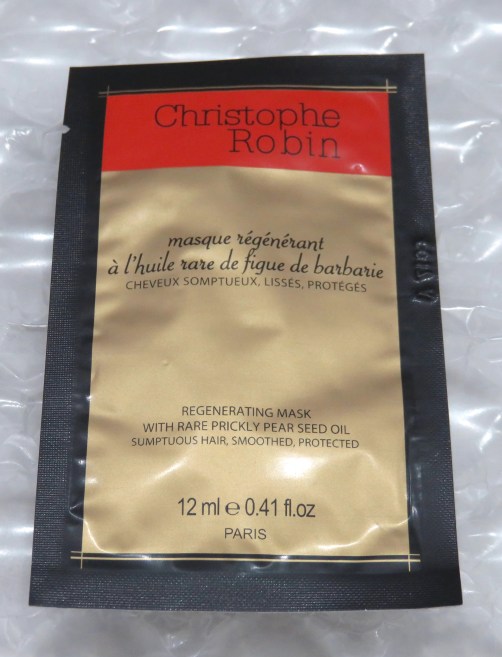 Christophe
Robin
masque régénérant
à l'huile rare de figue de barbarie
CHEVEUX SOMPTUEUX, LISSÉS, PROTÉGÉS
REGENERATING MASK
WITH RARE PRICKLY PEAR SEED OIL
SUMPTUOUS HAIR, SMOOTHED, PROTECTED
12 ml e 0.41 fl.oz
PARIS